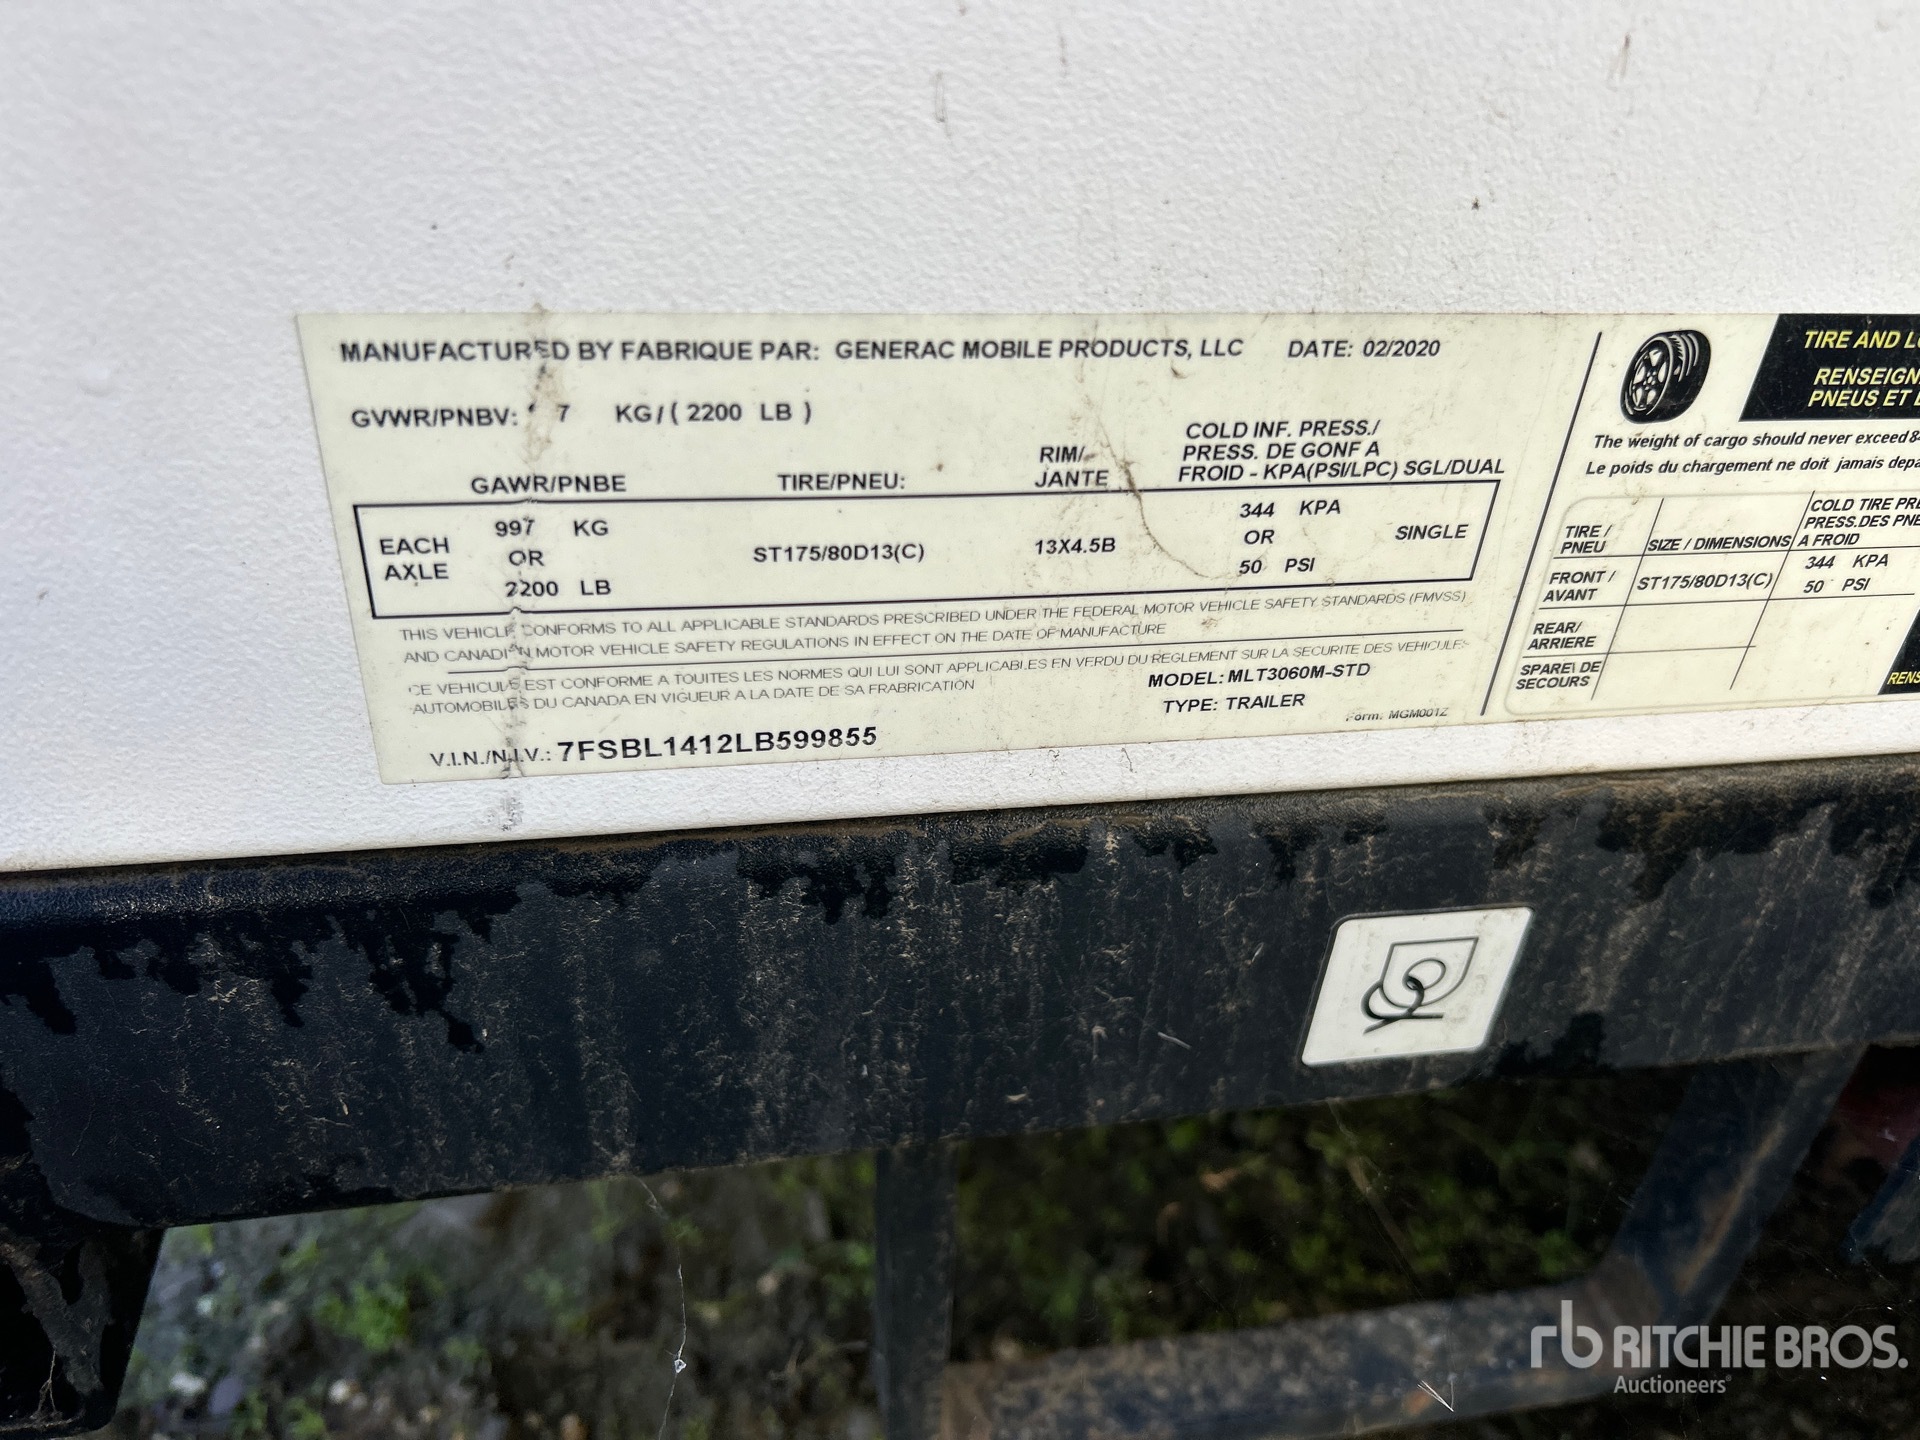 MANUFACTURED BY FABRIQUE PAR: GENERAC MOBILE PRODUCTS, LLC DATE: 02/2020
GVWR/PNBV: 7 KG / ( 2200 LB )
GAWR/PNBE TIRE/PNEU: RIM/ JANTE COLD INF. PRESS./ PRESS. DE GONF A FROID - KPA(PSI/LPC) SGL/DUAL
EACH AXLE 997 KG OR 2200 LB ST175/80D13(C) 13X4.5B 344 KPA OR 50 PSI SINGLE
THIS VEHICLE CONFORMS TO ALL APPLICABLE STANDARDS PRESCRIBED UNDER THE FEDERAL MOTOR VEHICLE SAFETY STANDARDS (FMVSS)
AND CANADIAN MOTOR VEHICLE SAFETY REGULATIONS IN EFFECT ON THE DATE OF MANUFACTURE
CE VEHICULE EST CONFORME A TOUITES LES NORMES QUI LUI SONT APPLICABLES EN VERDU DU REGLEMENT SUR LA SECURITE DES VEHICULES
AUTOMOBILES DU CANADA EN VIGUEUR A LA DATE DE SA FRABRICATION
MODEL: MLT3060M-STD
TYPE: TRAILER
Form: MGM001Z
V.I.N./N.I.V.: 7FSBL1412LB599855
TIRE AND
RENSEIGN
PNEUS ET
The weight of cargo should never exceed
Le poids du chargement ne doit jamais
TIRE / PNEU SIZE / DIMENSIONS COLD TIRE PRE PRESS.DES PNE A FROID
FRONT / AVANT ST175/80D13(C) 344 KPA 50 PSI
REAR/ ARRIERE
SPARE\ DE SECOURS
RENS
rb RITCHIE BROS.
Auctioneers